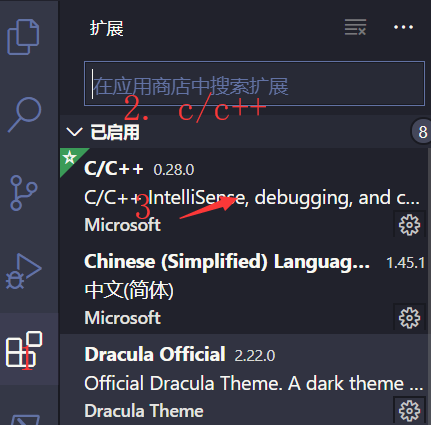 扩展
在应用商店中搜索扩展
2. c/c++
已启用 8
C/C++ 0.28.0
C/C++ IntelliSense, debugging, and c...
3
Microsoft
Chinese (Simplified) Languag... 1.45.1
中文(简体)
Microsoft
1
Dracula Official 2.22.0
Official Dracula Theme. A dark theme ...
Dracula Theme